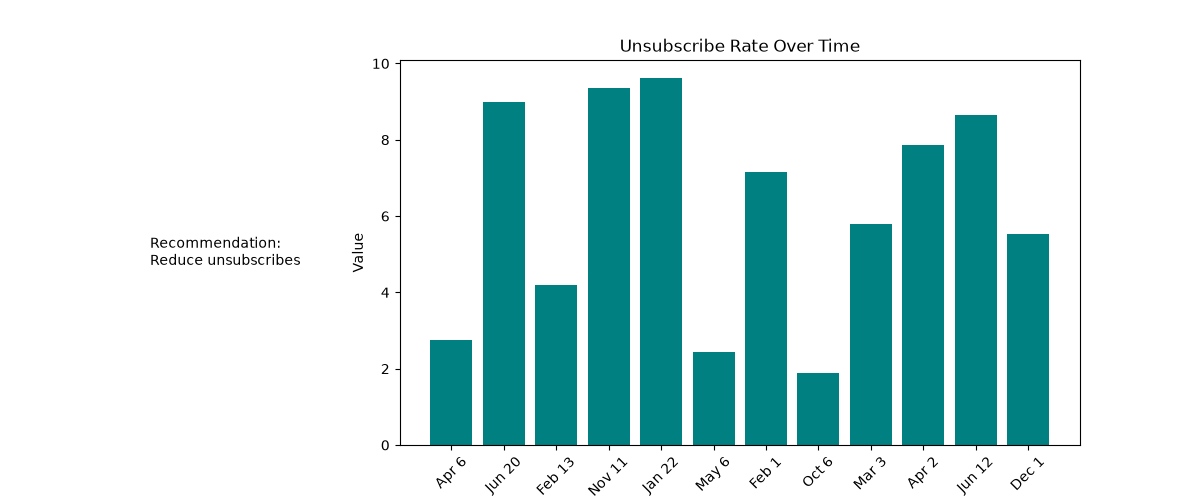 Unsubscribe Rate Over Time
10
8
6
4
2
0
Value
Recommendation:
Reduce unsubscribes
Apr 6
Jun 20
Feb 13
Nov 11
Jan 22
May 6
Feb 1
Oct 6
Mar 3
Apr 2
Jun 12
Dec 1